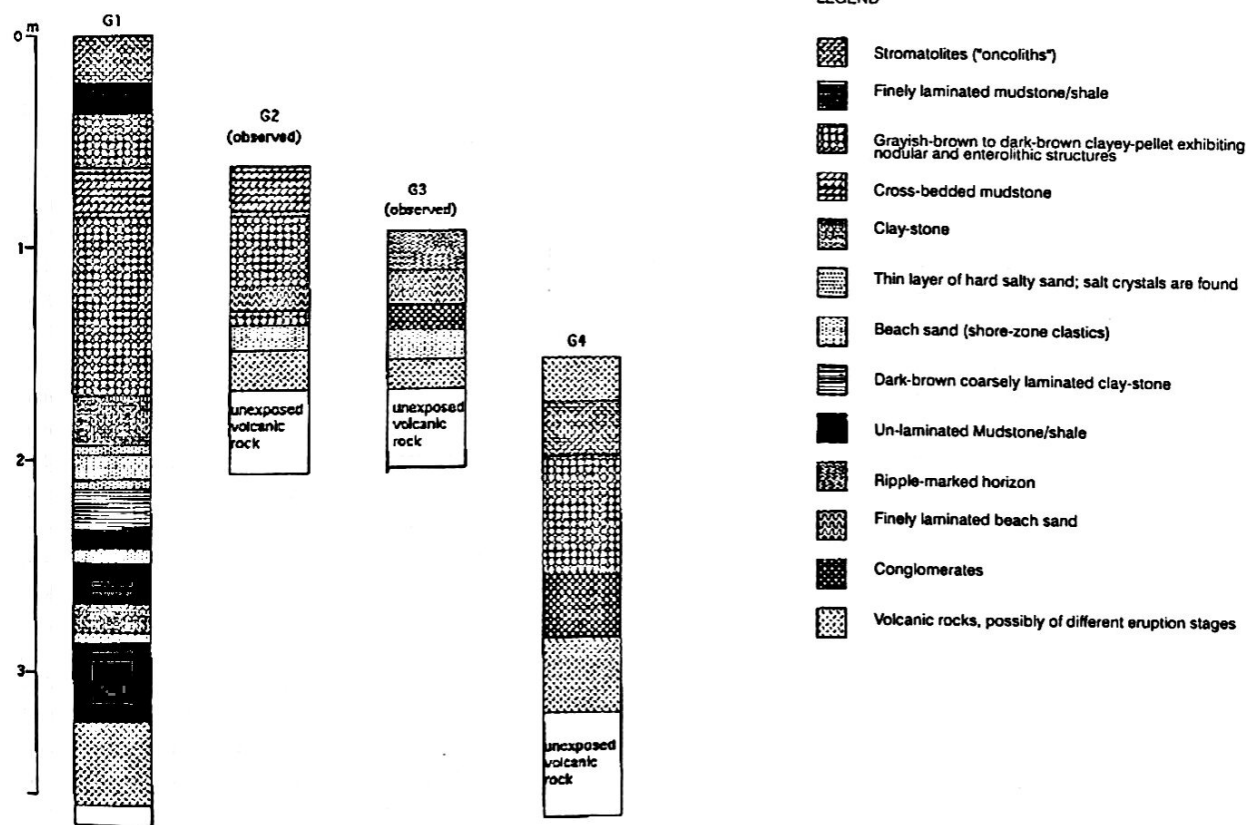 LEGEND
0 m
G1
G2
(observed)
G3
(observed)
G4
1
2
3
unexposed
volcanic
rock
unexposed
volcanic
rock
unexposed
volcanic
rock
Stromatolites ("oncoliths")
Finely laminated mudstone/shale
Grayish-brown to dark-brown clayey-pellet exhibiting
nodular and enterolithic structures
Cross-bedded mudstone
Clay-stone
Thin layer of hard salty sand; salt crystals are found
Beach sand (shore-zone clastics)
Dark-brown coarsely laminated clay-stone
Un-laminated Mudstone/shale
Ripple-marked horizon
Finely laminated beach sand
Conglomerates
Volcanic rocks, possibly of different eruption stages